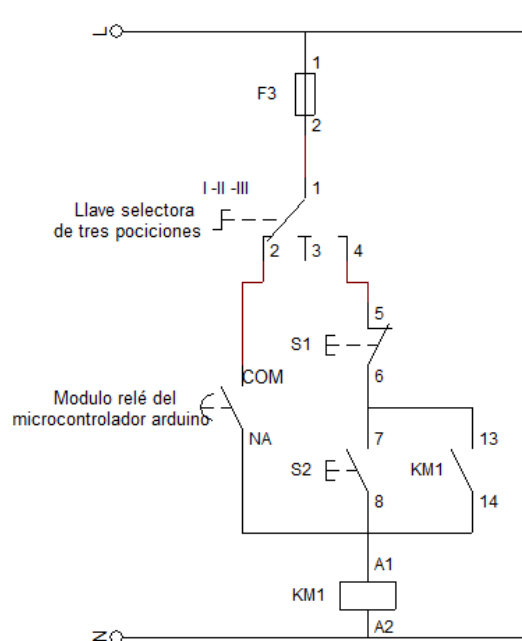 L
1
F3
2
I -II -III
1
Llave selectora
de tres pociciones
2
3
4
5
S1
6
COM
Modulo relé del
microcontrolador arduino
NA
7
13
S2
KM1
8
14
A1
KM1
A2
N